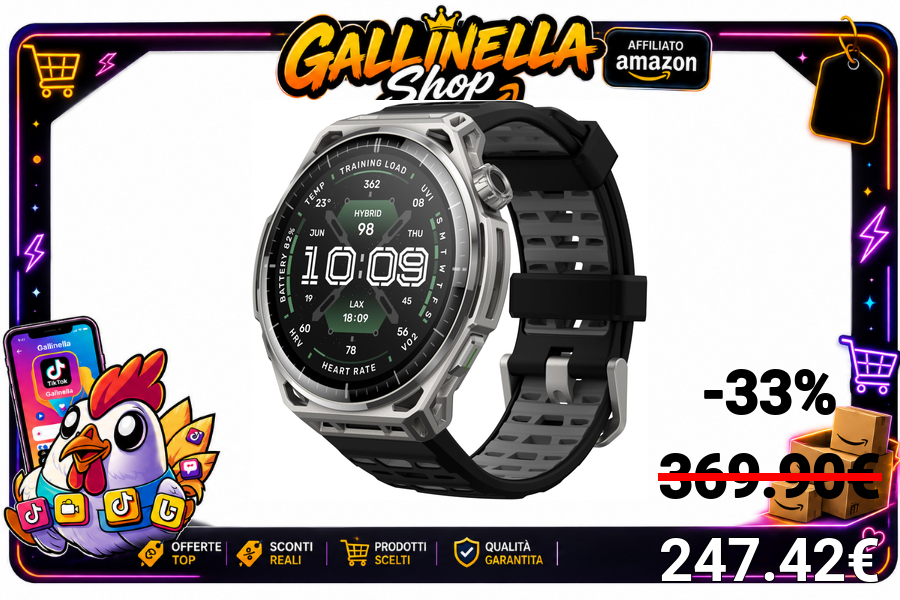 GALLINELLA
Shop
AFFILIATO
amazon
TRAINING LOAD
362
TEMP
23°
UVI
08
HYBRID
98
JUN
THU
BATTERY 82%
S M T W T F S
10:09
19
45
LAX
18:09
60
56
HRV
VO2
78
HEART RATE
Gallinella
TikTok
Gallinella
-33%
369.90€
247.42€
OFFERTE
TOP
SCONTI
REALI
PRODOTTI
SCELTI
QUALITÀ
GARANTITA